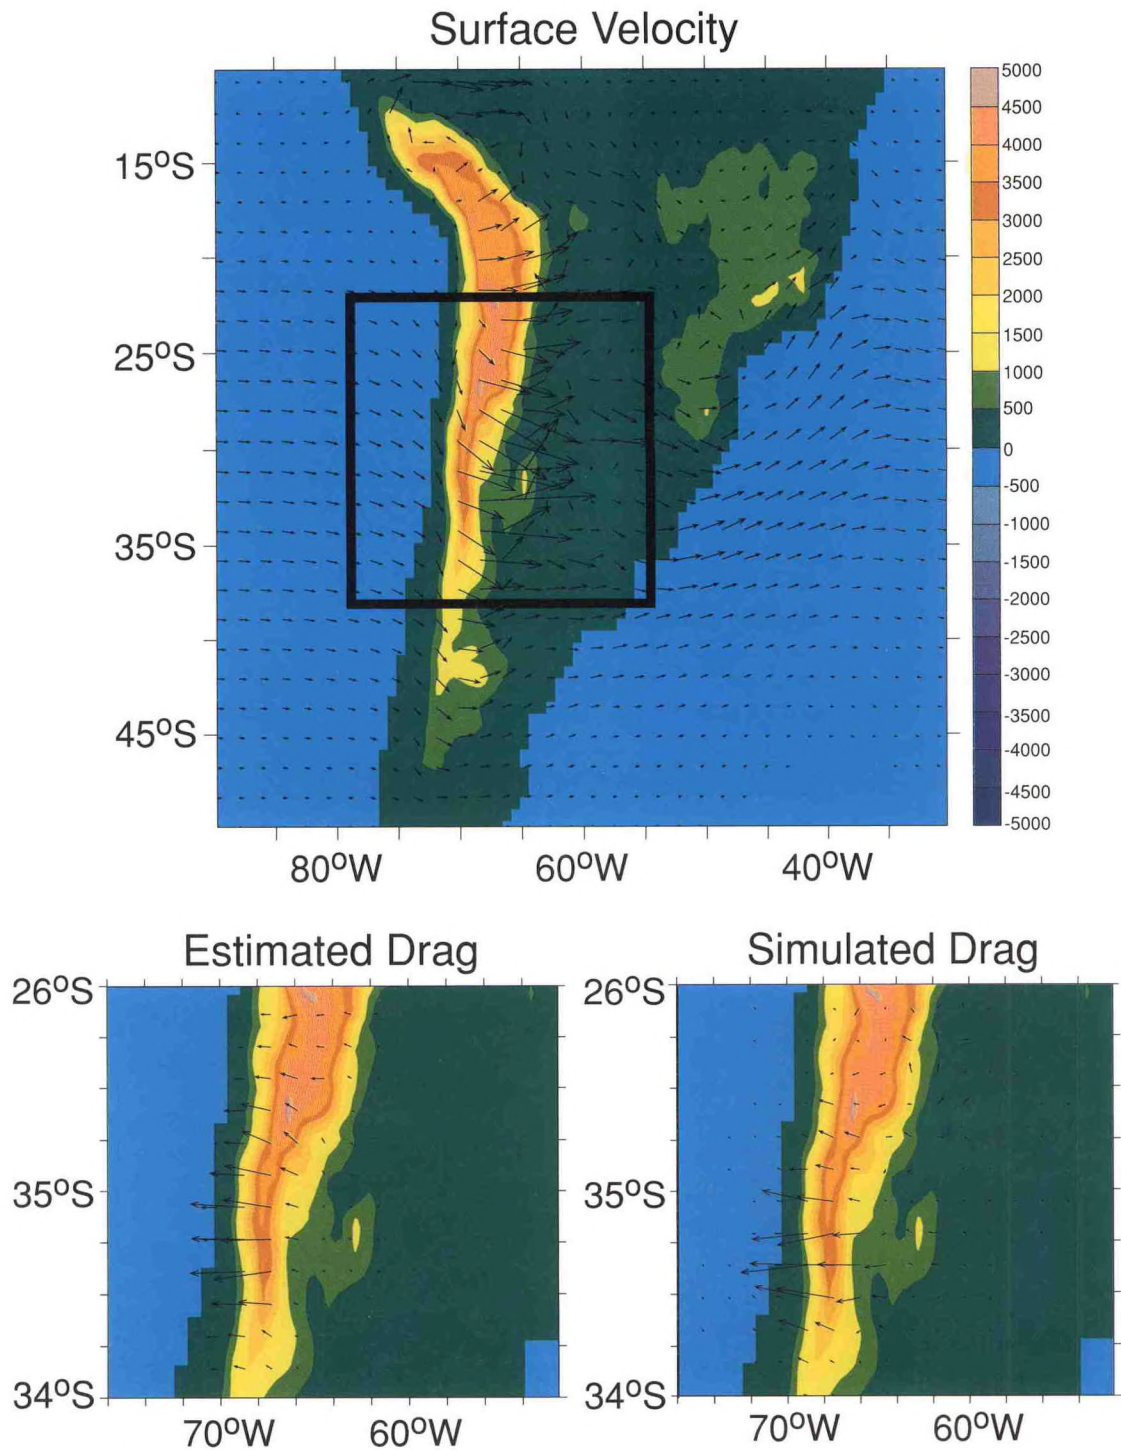 Surface Velocity
15°S
25°S
35°S
45°S
80°W
60°W
40°W
5000
4500
4000
3500
3000
2500
2000
1500
1000
500
0
-500
-1000
-1500
-2000
-2500
-3000
-3500
-4000
-4500
-5000
Estimated Drag
26°S
35°S
34°S
70°W
60°W
Simulated Drag
26°S
35°S
34°S
70°W
60°W